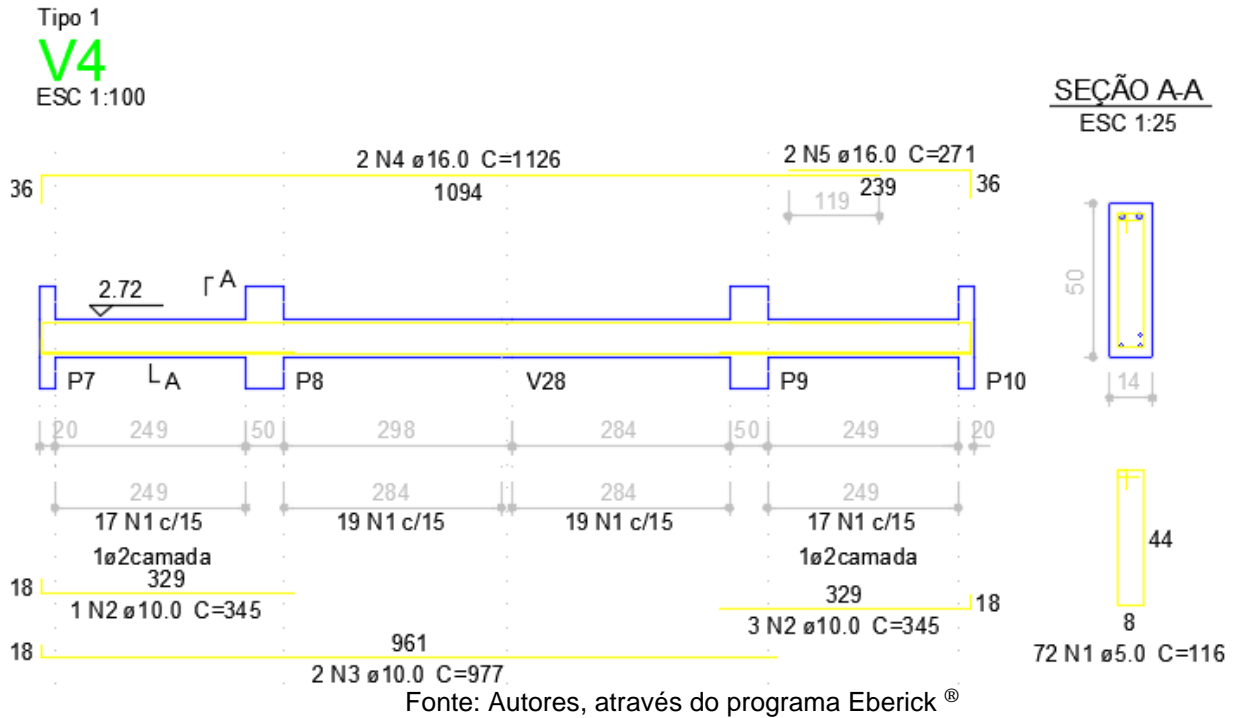 Tipo 1
V4
ESC 1:100
SEÇÃO A-A
ESC 1:25
2 N4 ø16.0 C=1126
2 N5 ø16.0 C=271
36
1094
239
36
119
2.72
A
50
A
P7
P8
V28
P9
P10
14
20
249
50
298
284
50
249
20
249
284
284
249
17 N1 c/15
19 N1 c/15
19 N1 c/15
17 N1 c/15
1ø2camada
1ø2camada
44
329
18
1 N2 ø10.0 C=345
329
18
3 N2 ø10.0 C=345
8
72 N1 ø5.0 C=116
961
18
2 N3 ø10.0 C=977
Fonte: Autores, através do programa Eberick ®